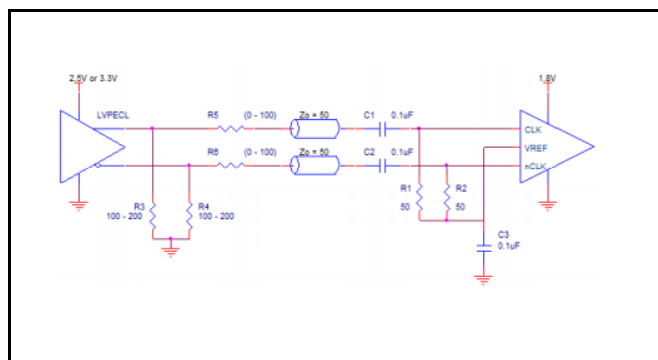 2.5V or 3.3V
1.8V
LVPECL
R5 (0 - 100)
Zo = 50
C1 0.1uF
CLK
R6 (0 - 100)
Zo = 50
C2 0.1uF
VREF
nCLK
R3
100 - 200
R4
100 - 200
R1
50
R2
50
C3
0.1uF